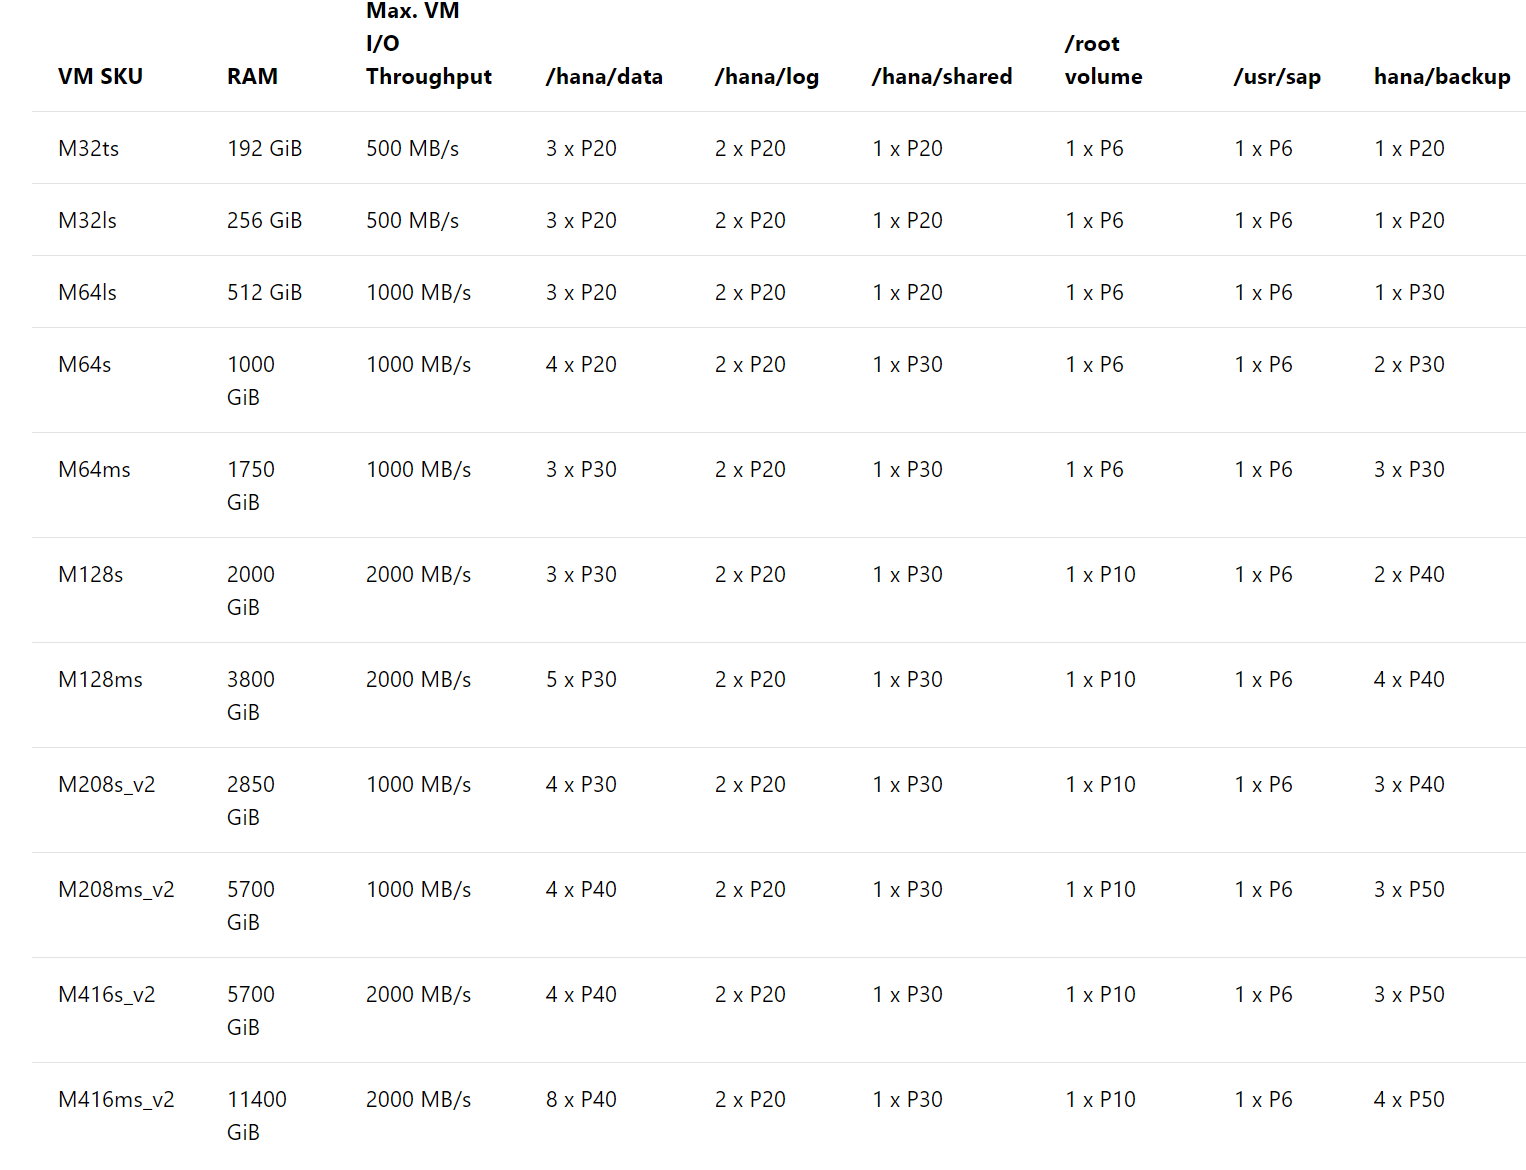 VM SKU RAM Max. VM I/O Throughput /hana/data /hana/log /hana/shared /root volume /usr/sap hana/backup
M32ts 192 GiB 500 MB/s 3 x P20 2 x P20 1 x P20 1 x P6 1 x P6 1 x P20
M32ls 256 GiB 500 MB/s 3 x P20 2 x P20 1 x P20 1 x P6 1 x P6 1 x P20
M64ls 512 GiB 1000 MB/s 3 x P20 2 x P20 1 x P20 1 x P6 1 x P6 1 x P30
M64s 1000 GiB 1000 MB/s 4 x P20 2 x P20 1 x P30 1 x P6 1 x P6 2 x P30
M64ms 1750 GiB 1000 MB/s 3 x P30 2 x P20 1 x P30 1 x P6 1 x P6 3 x P30
M128s 2000 GiB 2000 MB/s 3 x P30 2 x P20 1 x P30 1 x P10 1 x P6 2 x P40
M128ms 3800 GiB 2000 MB/s 5 x P30 2 x P20 1 x P30 1 x P10 1 x P6 4 x P40
M208s_v2 2850 GiB 1000 MB/s 4 x P30 2 x P20 1 x P30 1 x P10 1 x P6 3 x P40
M208ms_v2 5700 GiB 1000 MB/s 4 x P40 2 x P20 1 x P30 1 x P10 1 x P6 3 x P50
M416s_v2 5700 GiB 2000 MB/s 4 x P40 2 x P20 1 x P30 1 x P10 1 x P6 3 x P50
M416ms_v2 11400 GiB 2000 MB/s 8 x P40 2 x P20 1 x P30 1 x P10 1 x P6 4 x P50